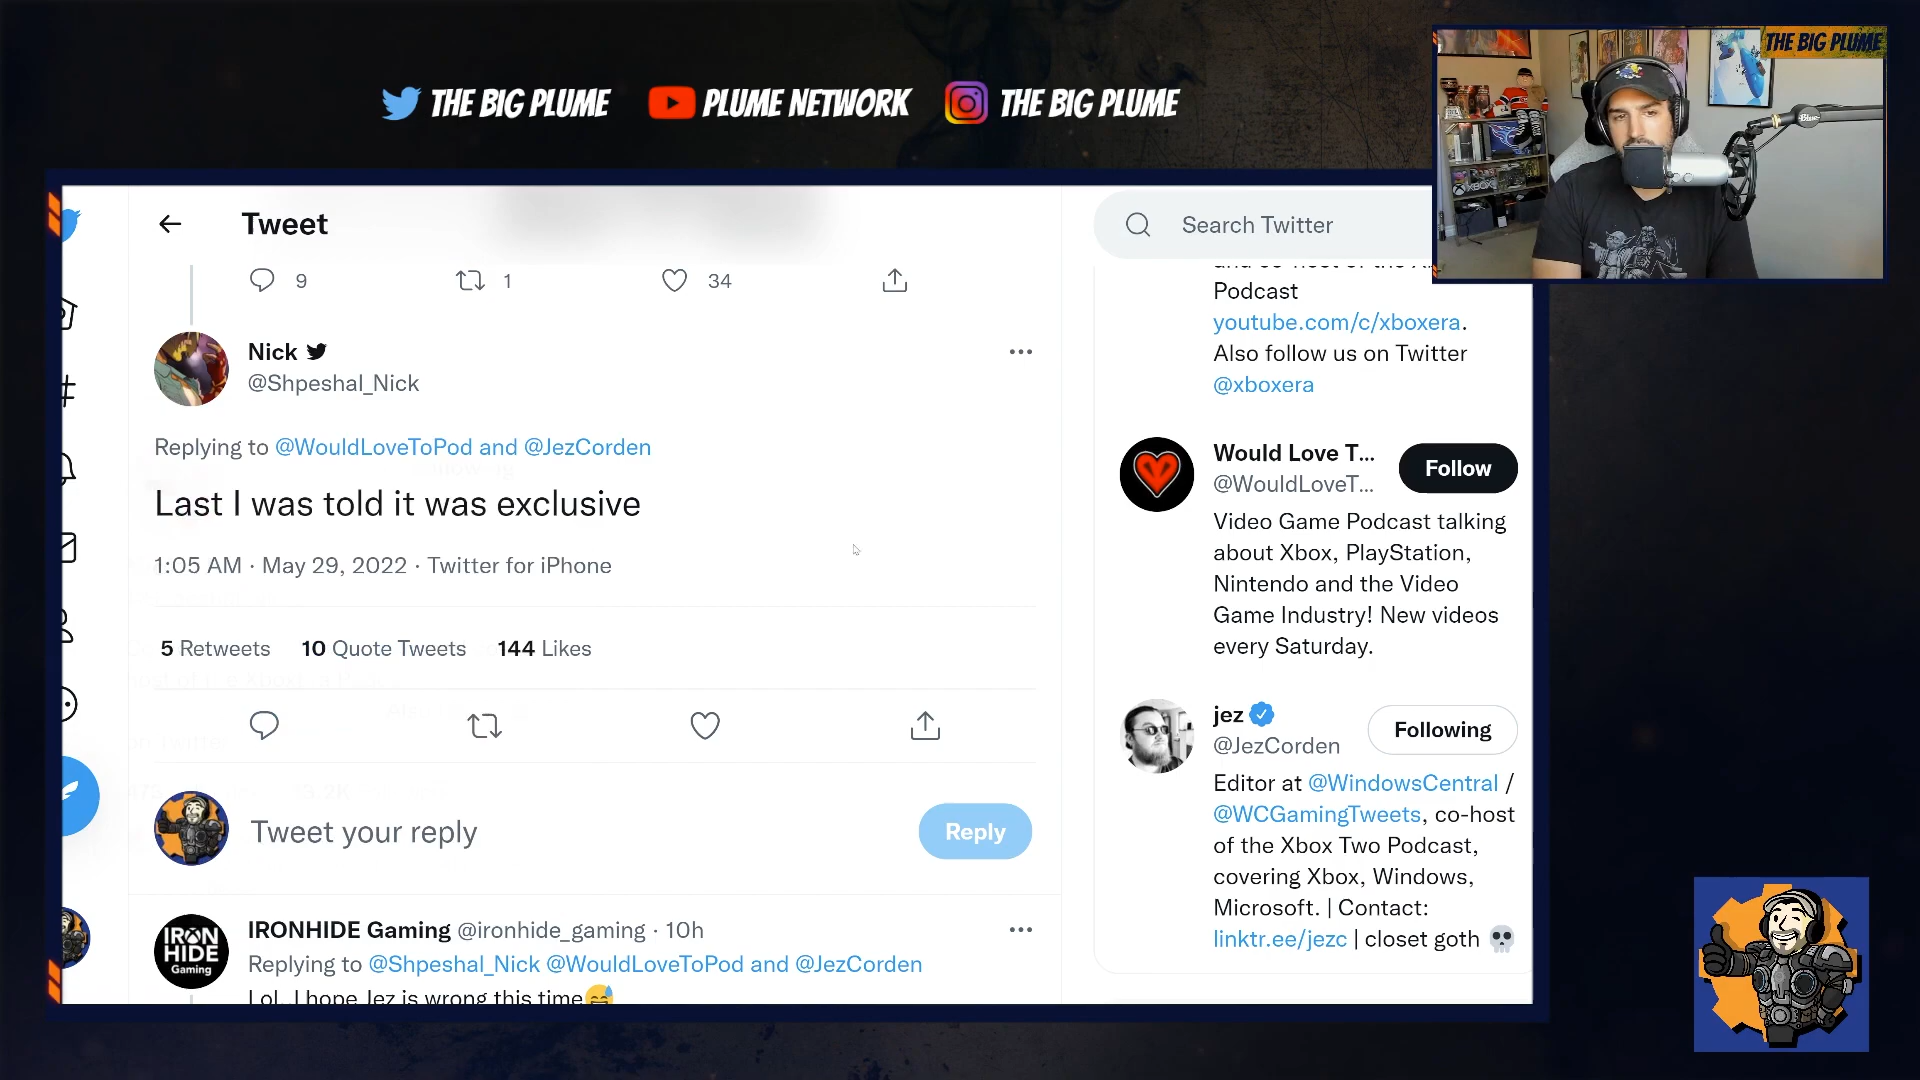 THE BIG PLUME
PLUME NETWORK
THE BIG PLUME
THE BIG PLUME
Tweet
Search Twitter
9
1
34
Nick
@Shpeshal_Nick
Replying to @WouldLoveToPod and @JezCorden
Last I was told it was exclusive
1:05 AM · May 29, 2022 · Twitter for iPhone
5 Retweets 10 Quote Tweets 144 Likes
Tweet your reply
Reply
IRONHIDE Gaming @ironhide_gaming · 10h
IRON
HIDE
Gaming
Replying to @Shpeshal_Nick @WouldLoveToPod and @JezCorden
Lol.. I hope Jez is wrong this time😅
Podcast
youtube.com/c/xboxera.
Also follow us on Twitter
@xboxera
Would Love T...
@WouldLoveT...
Follow
Video Game Podcast talking
about Xbox, PlayStation,
Nintendo and the Video
Game Industry! New videos
every Saturday.
jez
@JezCorden
Following
Editor at @WindowsCentral /
@WCGamingTweets, co-host
of the Xbox Two Podcast,
covering Xbox, Windows,
Microsoft. | Contact:
linktr.ee/jezc | closet goth 💀
XBOX